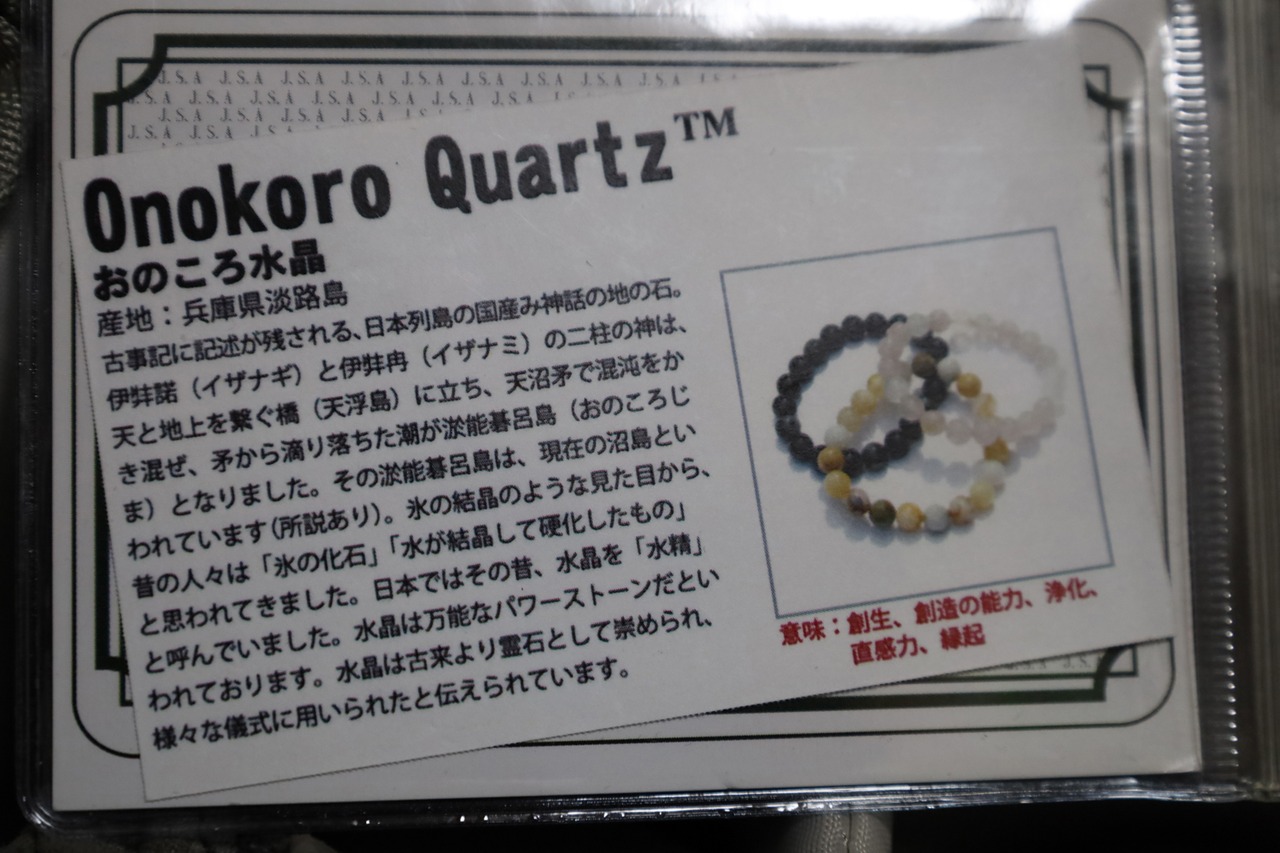 J.S.A J.S.A J.S.A J.S.A J.S.A J.S.A J.S.A J.S.A J.S.A
J.S.A J.S.A J.S.A J.S.A J.S.A J.S.A J.S.A
J.S.A J.S.A J.S.A J.S.A J.S.A
J.S.A J.S.A J.S.A
Onokoro Quartz™
おのころ水晶
産地：兵庫県淡路島
古事記に記述が残される、日本列島の国産み神話の地の石。
伊弉諾（イザナギ）と伊弉冉（イザナミ）の二柱の神は、
天と地上を繋ぐ橋（天浮島）に立ち、天沼矛で混沌をか
き混ぜ、矛から滴り落ちた潮が淤能碁呂島（おのころじ
ま）となりました。その淤能碁呂島は、現在の沼島とい
われています（所説あり）。氷の結晶のような見た目から、
昔の人々は「氷の化石」「水が結晶して硬化したもの」
と思われてきました。日本ではその昔、水晶を「水精」
と呼んでいました。水晶は万能なパワーストーンだとい
われております。水晶は古来より霊石として崇められ、
様々な儀式に用いられたと伝えられています。
意味：創生、創造の能力、浄化、
直感力、縁起